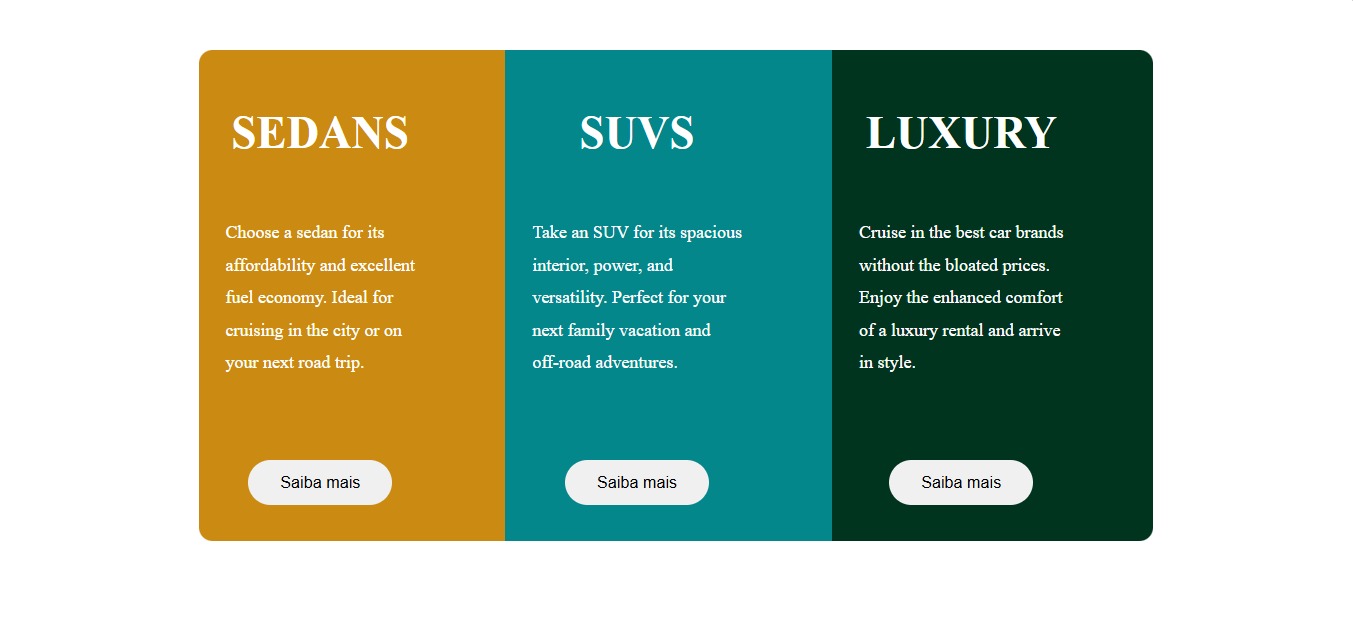 SEDANS
Choose a sedan for its
affordability and excellent
fuel economy. Ideal for
cruising in the city or on
your next road trip.
Saiba mais
SUVS
Take an SUV for its spacious
interior, power, and
versatility. Perfect for your
next family vacation and
off-road adventures.
Saiba mais
LUXURY
Cruise in the best car brands
without the bloated prices.
Enjoy the enhanced comfort
of a luxury rental and arrive
in style.
Saiba mais